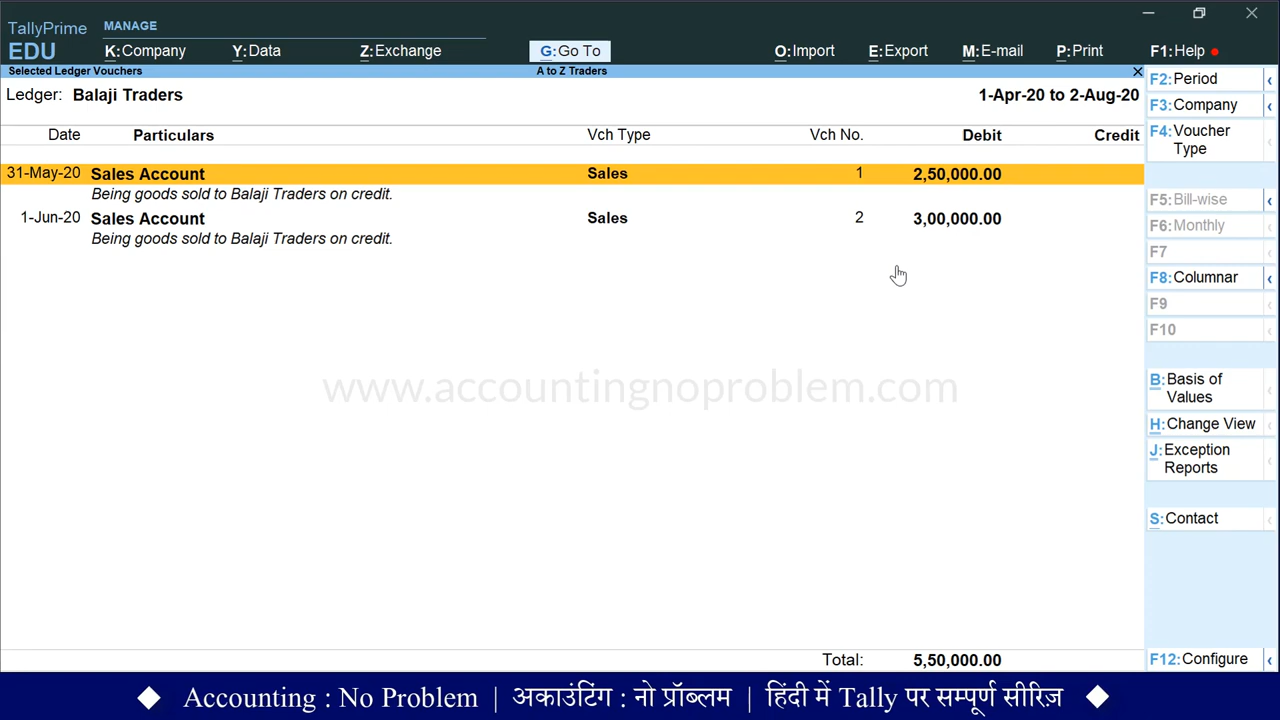 TallyPrime
MANAGE
EDU
K:Company Y:Data Z:Exchange G:Go To O:Import E:Export M:E-mail P:Print F1:Help
Selected Ledger Vouchers A to Z Traders
Ledger: Balaji Traders 1-Apr-20 to 2-Aug-20
Date Particulars Vch Type Vch No. Debit Credit
31-May-20 Sales Account Sales 1 2,50,000.00
Being goods sold to Balaji Traders on credit.
1-Jun-20 Sales Account Sales 2 3,00,000.00
Being goods sold to Balaji Traders on credit.
www.accountingnoproblem.com
Total: 5,50,000.00
F2:Period
F3:Company
F4:Voucher
Type
F5:Bill-wise
F6:Monthly
F7
F8:Columnar
F9
F10
B:Basis of
Values
H:Change View
J:Exception
Reports
S:Contact
F12:Configure
Accounting : No Problem | अकाउंटिंग : नो प्रॉब्लम | हिंदी में Tally पर सम्पूर्ण सीरिज़